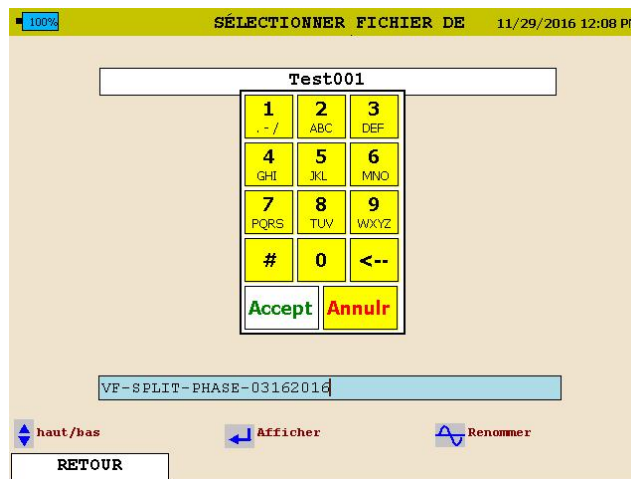 100% SÉLECTIONNER FICHIER DE 11/29/2016 12:08 PM
Test001
1 2 3
.-/ ABC DEF
4 5 6
GHI JKL MNO
7 8 9
PQRS TUV WXYZ
# 0 <--
Accept Annulr
VF-SPLIT-PHASE-03162016
haut/bas Afficher Renommer
RETOUR